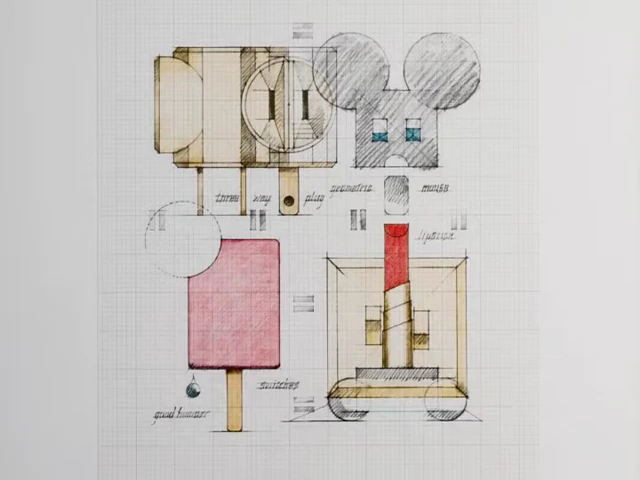 three way plug
geometric mouse
lipstick
switches
good humor